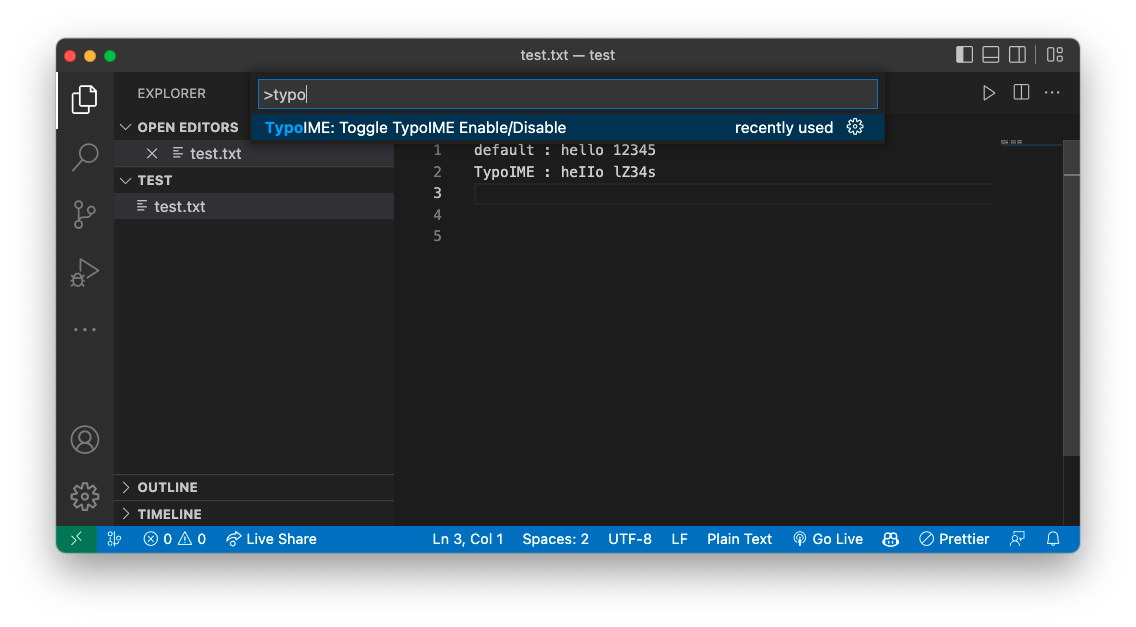 test.txt — test
EXPLORER
>typo
TypoIME: Toggle TypoIME Enable/Disable recently used
OPEN EDITORS
test.txt
TEST
test.txt
1 default : hello 12345
2 TypoIME : heIIo lZ34s
3
4
5
OUTLINE
TIMELINE
0 0 Live Share Ln 3, Col 1 Spaces: 2 UTF-8 LF Plain Text Go Live Prettier